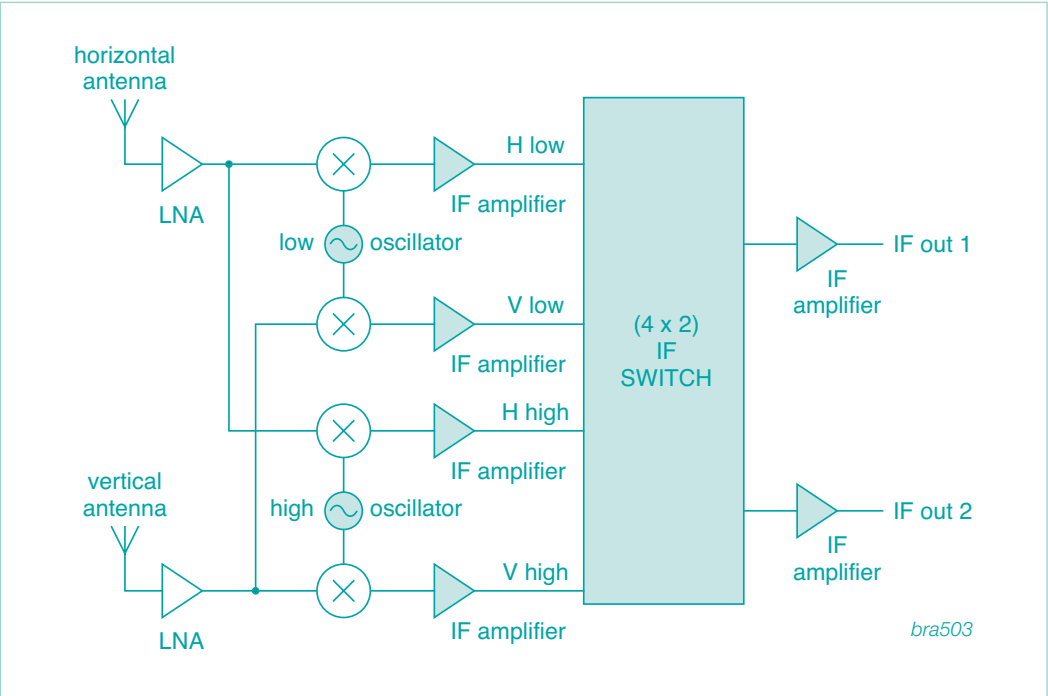 horizontal
antenna
LNA
H low
IF amplifier
low
oscillator
V low
IF amplifier
H high
IF amplifier
vertical
antenna
high
oscillator
V high
IF amplifier
LNA
(4 x 2)
IF
SWITCH
IF out 1
IF
amplifier
IF out 2
IF
amplifier
bra503